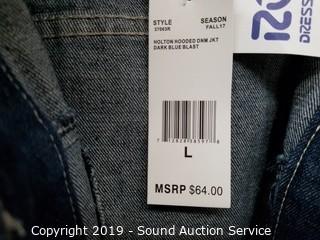 STYLE SEASON
37063R FALL17
HOLTON HOODED DNM JKT
DARK BLUE BLAST
L
MSRP $64.00
DRESS
Copyright 2019 - Sound Auction Service